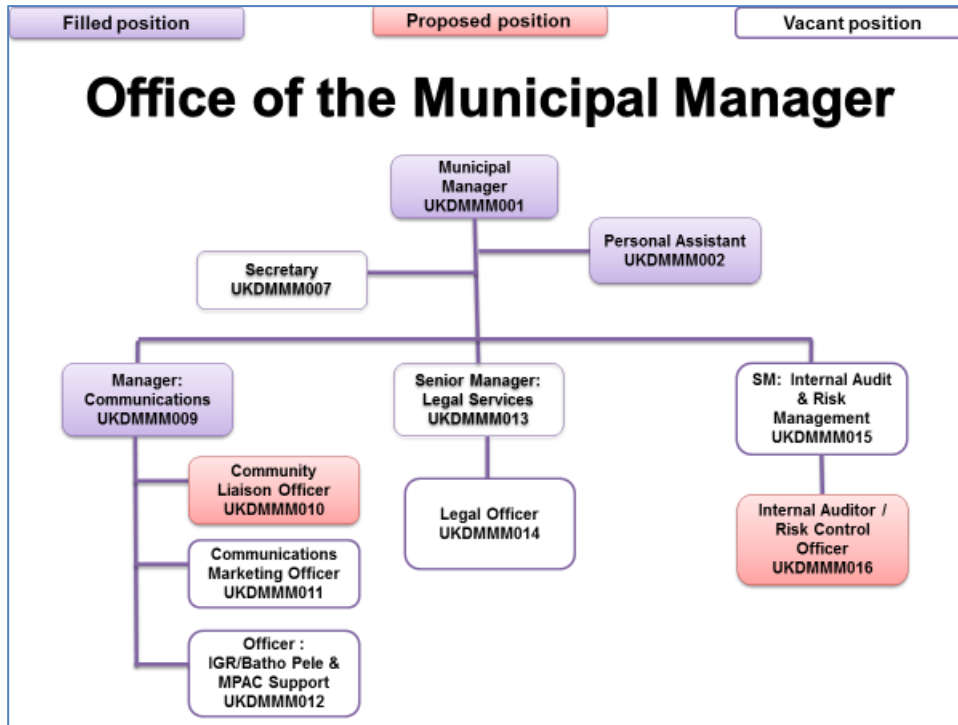 Filled position
Proposed position
Vacant position
Office of the Municipal Manager
Municipal
Manager
UKDMMM001
Personal Assistant
UKDMMM002
Secretary
UKDMMM007
Manager:
Communications
UKDMMM009
Senior Manager:
Legal Services
UKDMMM013
SM: Internal Audit
& Risk
Management
UKDMMM015
Community
Liaison Officer
UKDMMM010
Legal Officer
UKDMMM014
Internal Auditor /
Risk Control
Officer
UKDMMM016
Communications
Marketing Officer
UKDMMM011
Officer :
IGR/Batho Pele &
MPAC Support
UKDMMM012